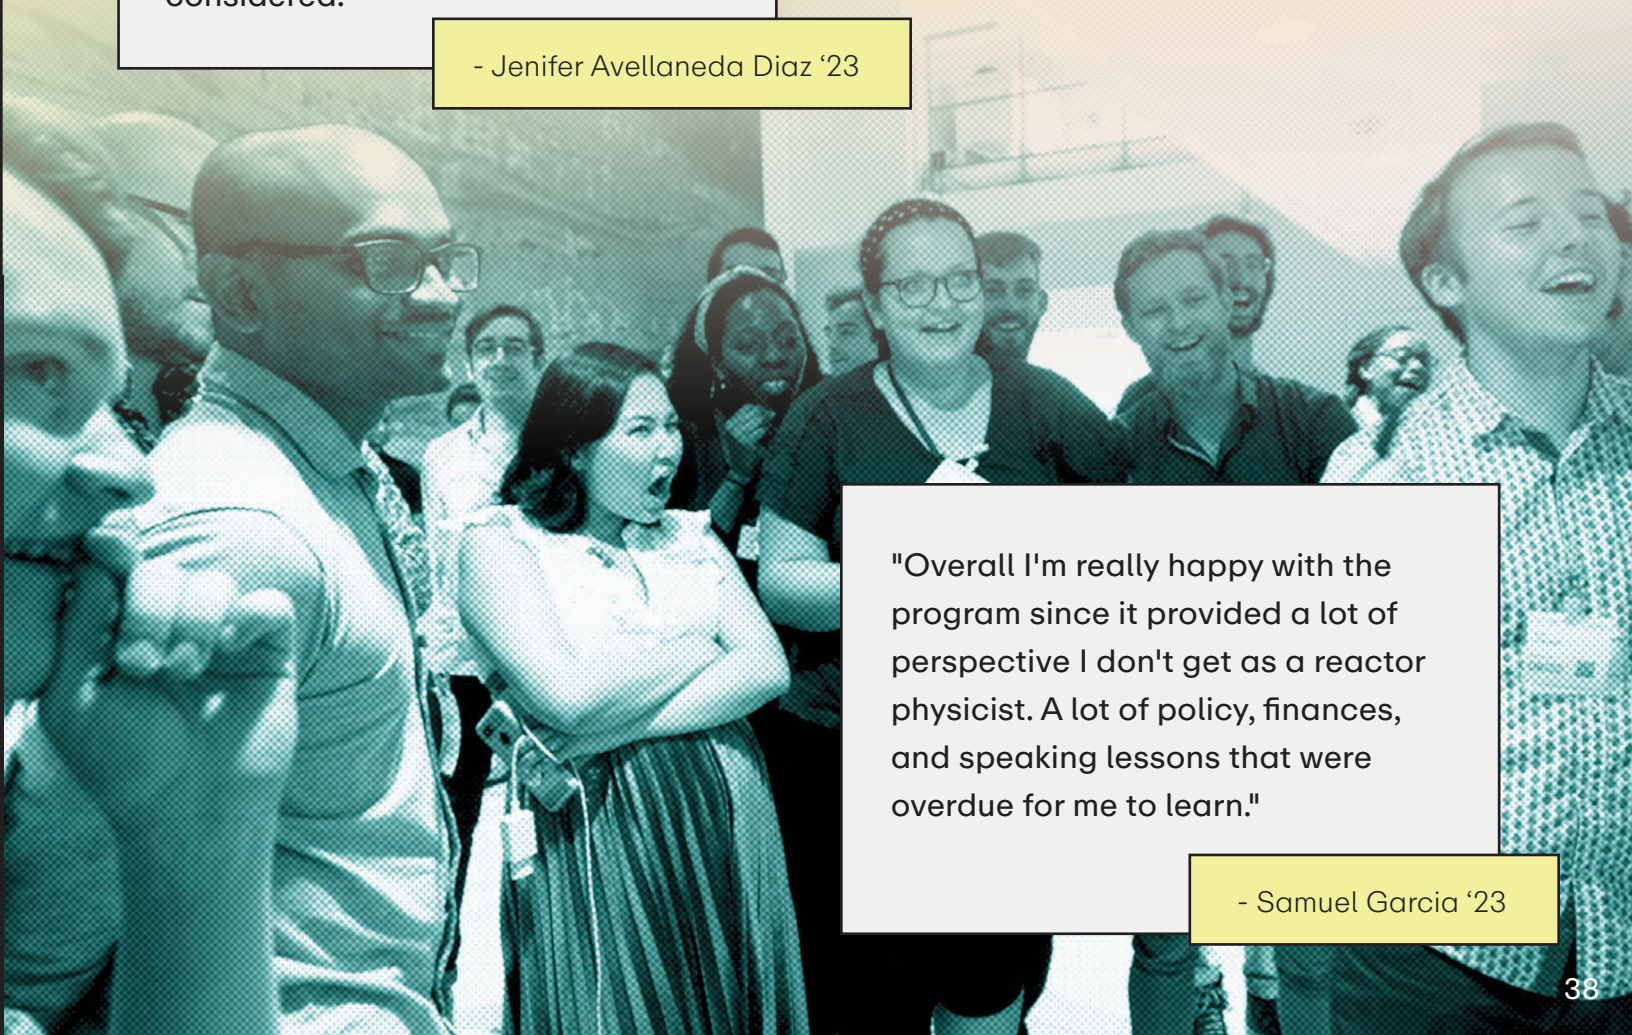 considered.
- Jenifer Avellaneda Diaz ‘23
"Overall I'm really happy with the
program since it provided a lot of
perspective I don't get as a reactor
physicist. A lot of policy, finances,
and speaking lessons that were
overdue for me to learn."
- Samuel Garcia ‘23
38